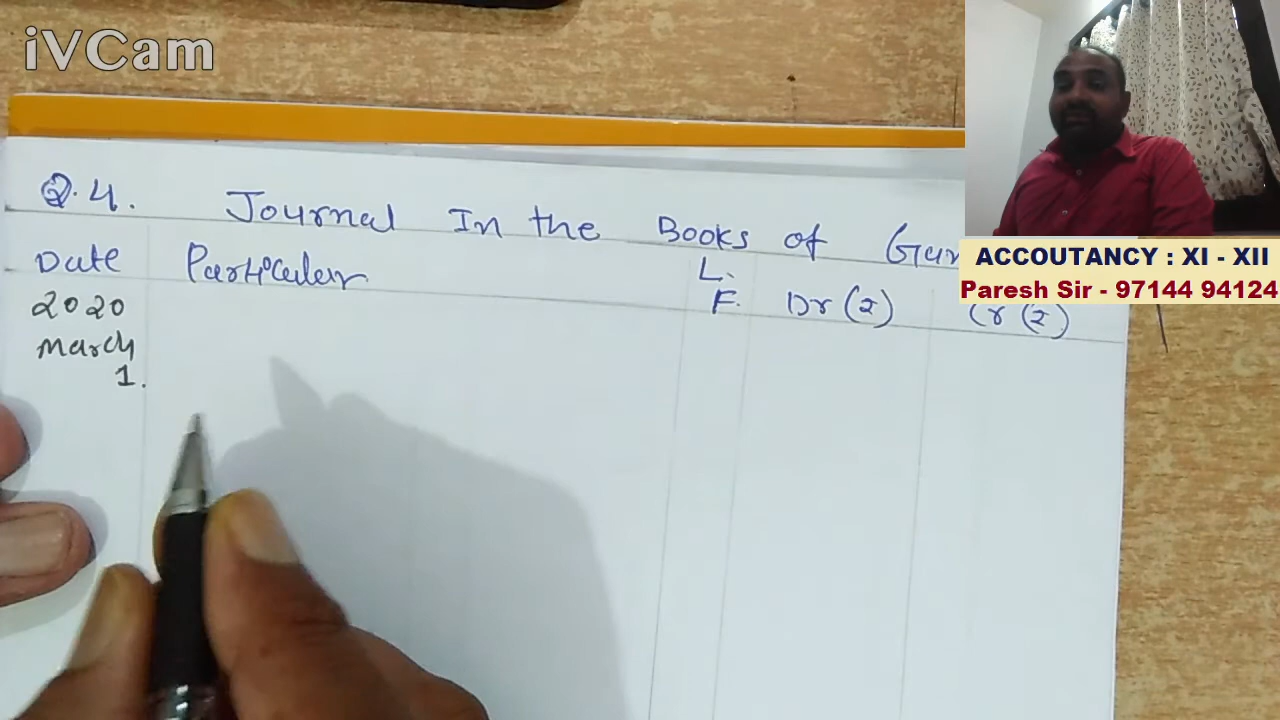 iVCam
Q.4. Journal In the Books of
Date Particular L. F. Dr (₹) Cr (₹)
2020
March
1.
ACCOUTANCY : XI - XII
Paresh Sir - 97144 94124